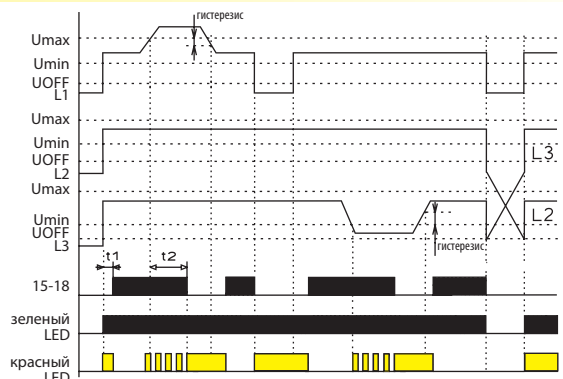 гистерезис
Umax
Umin
UOFF
L1
Umax
Umin
UOFF
L2
L3
Umax
Umin
UOFF
L3
L2
гистерезис
t1
t2
15-18
зеленый
LED
красный
LED